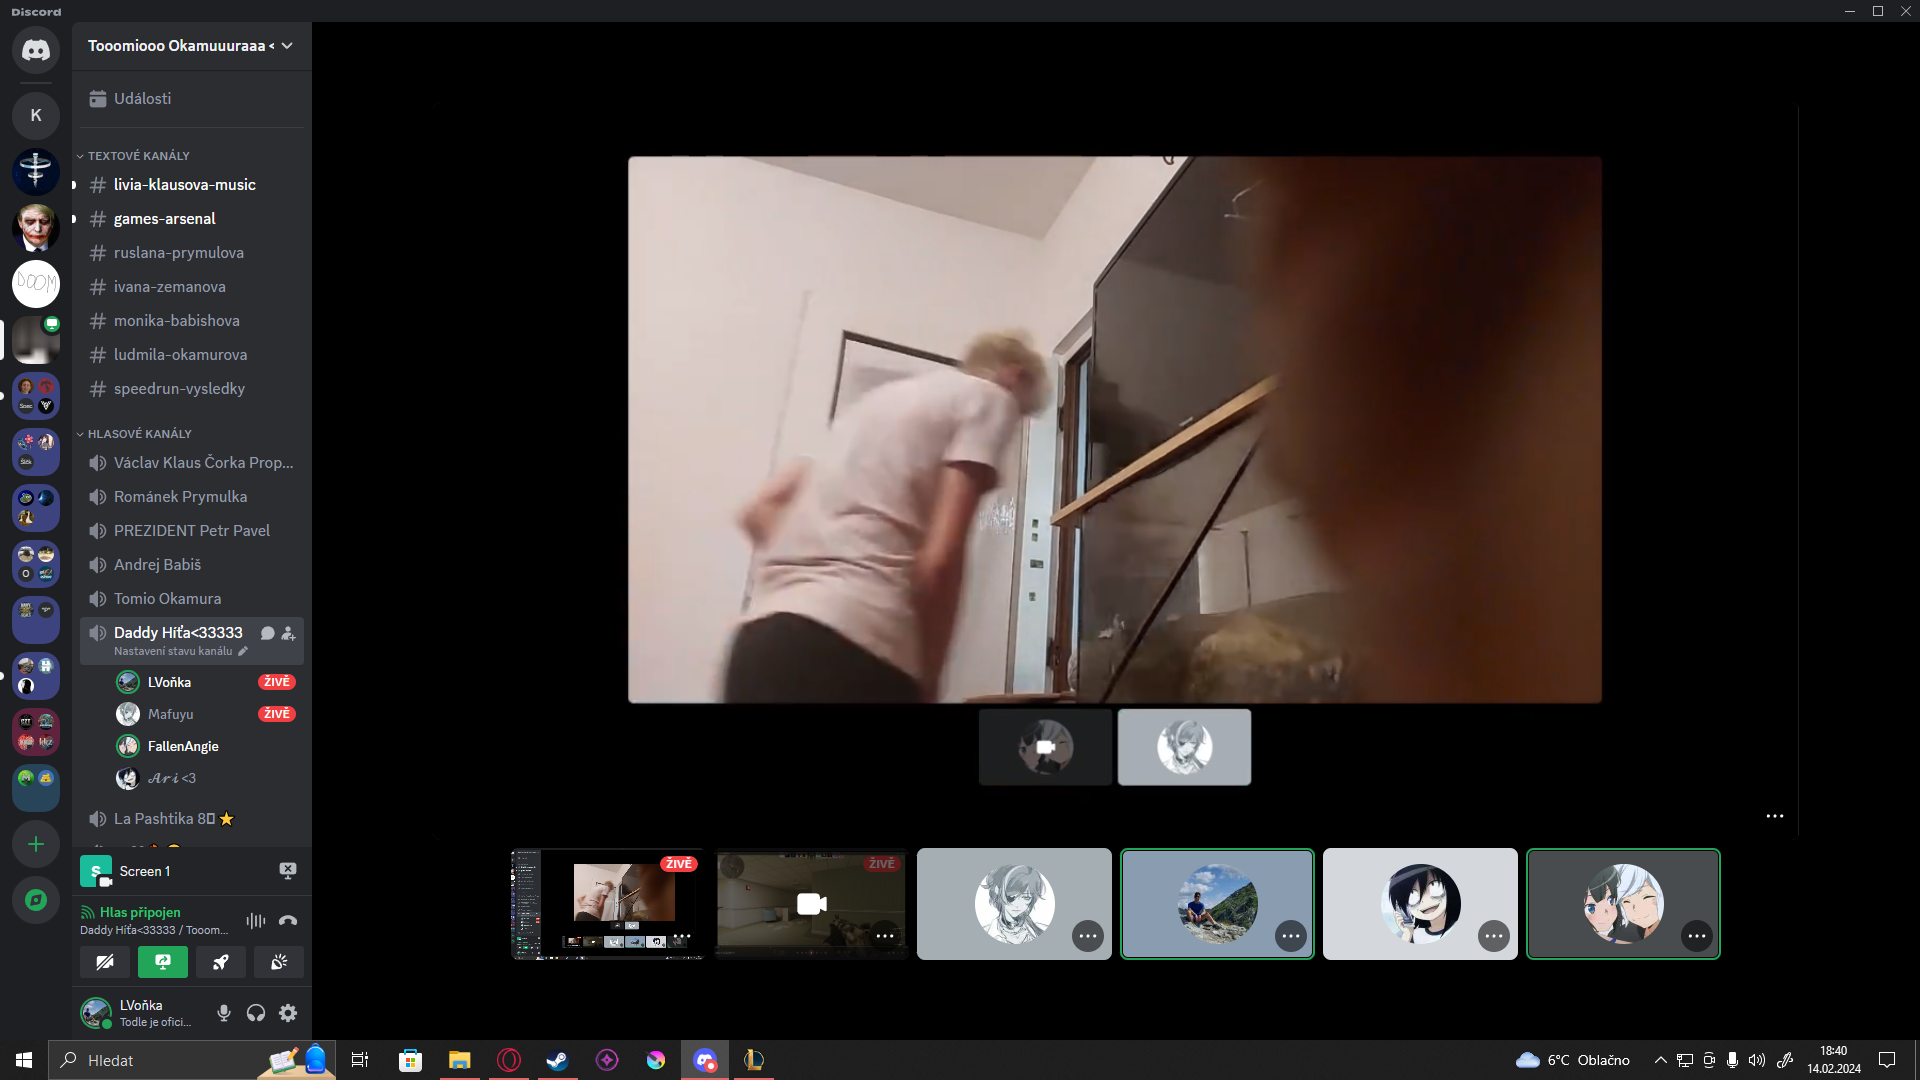 Discord
Tooomiooo Okamuuuraaa <
K
Události
TEXTOVÉ KANÁLY
livia-klausova-music
games-arsenal
ruslana-prymulova
DOOM
ivana-zemanova
monika-babishova
ludmila-okamurova
speedrun-vysledky
HLASOVÉ KANÁLY
Václav Klaus Čorka Prop...
Románek Prymulka
PREZIDENT Petr Pavel
Andrej Babiš
Tomio Okamura
Daddy Híťa<33333
Nastavení stavu kanálu
LVoňka ŽIVĚ
Mafuyu ŽIVĚ
FallenAngie
𝓐𝓻𝓲<3
La Pashtika 8
S Screen 1
ŽIVĚ
ŽIVĚ
Hlas připojen
Daddy Híťa<33333 / Tooom...
LVoňka
Todle je ofici...
Hledat
6°C Oblačno
18:40
14.02.2024